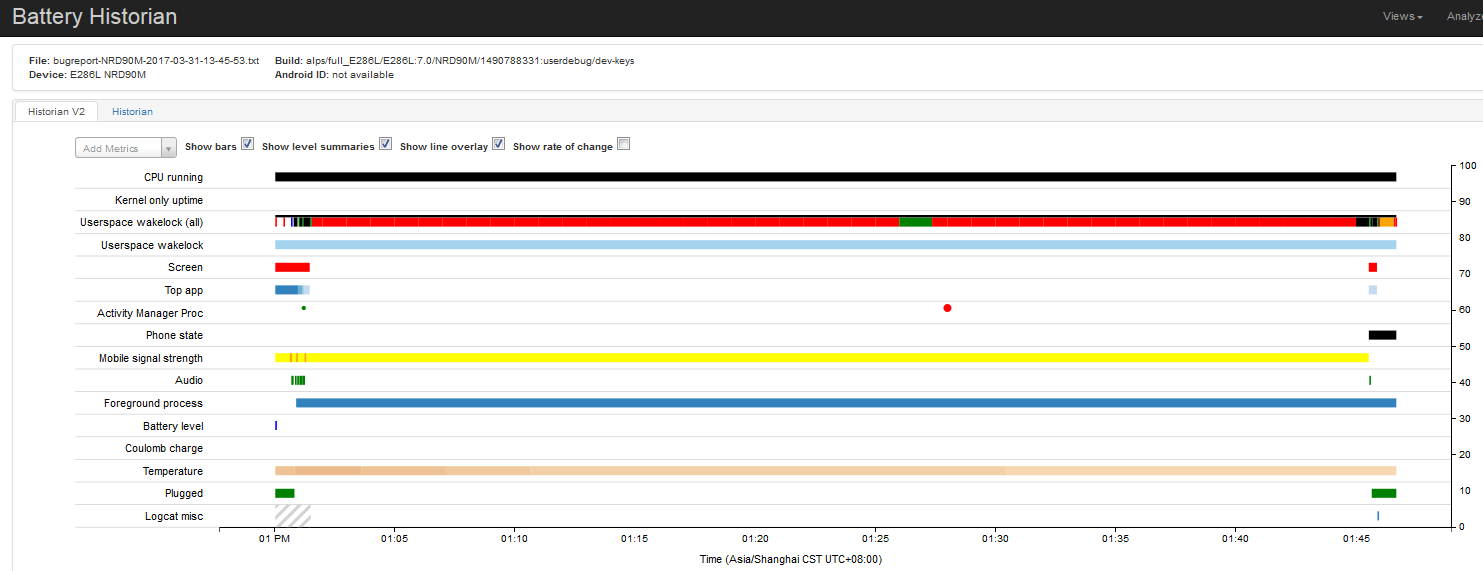 Battery Historian
Views
Analyz
File: bugreport-NRD90M-2017-03-31-13-45-53.txt Build: alps/full_E286L/E286L:7.0/NRD90M/1490788331:userdebug/dev-keys
Device: E286L NRD90M Android ID: not available
Historian V2 Historian
Add Metrics Show bars Show level summaries Show line overlay Show rate of change
CPU running
Kernel only uptime
Userspace wakelock (all)
Userspace wakelock
Screen
Top app
Activity Manager Proc
Phone state
Mobile signal strength
Audio
Foreground process
Battery level
Coulomb charge
Temperature
Plugged
Logcat misc
100
90
80
70
60
50
40
30
20
10
0
01 PM 01:05 01:10 01:15 01:20 01:25 01:30 01:35 01:40 01:45
Time (Asia/Shanghai CST UTC+08:00)